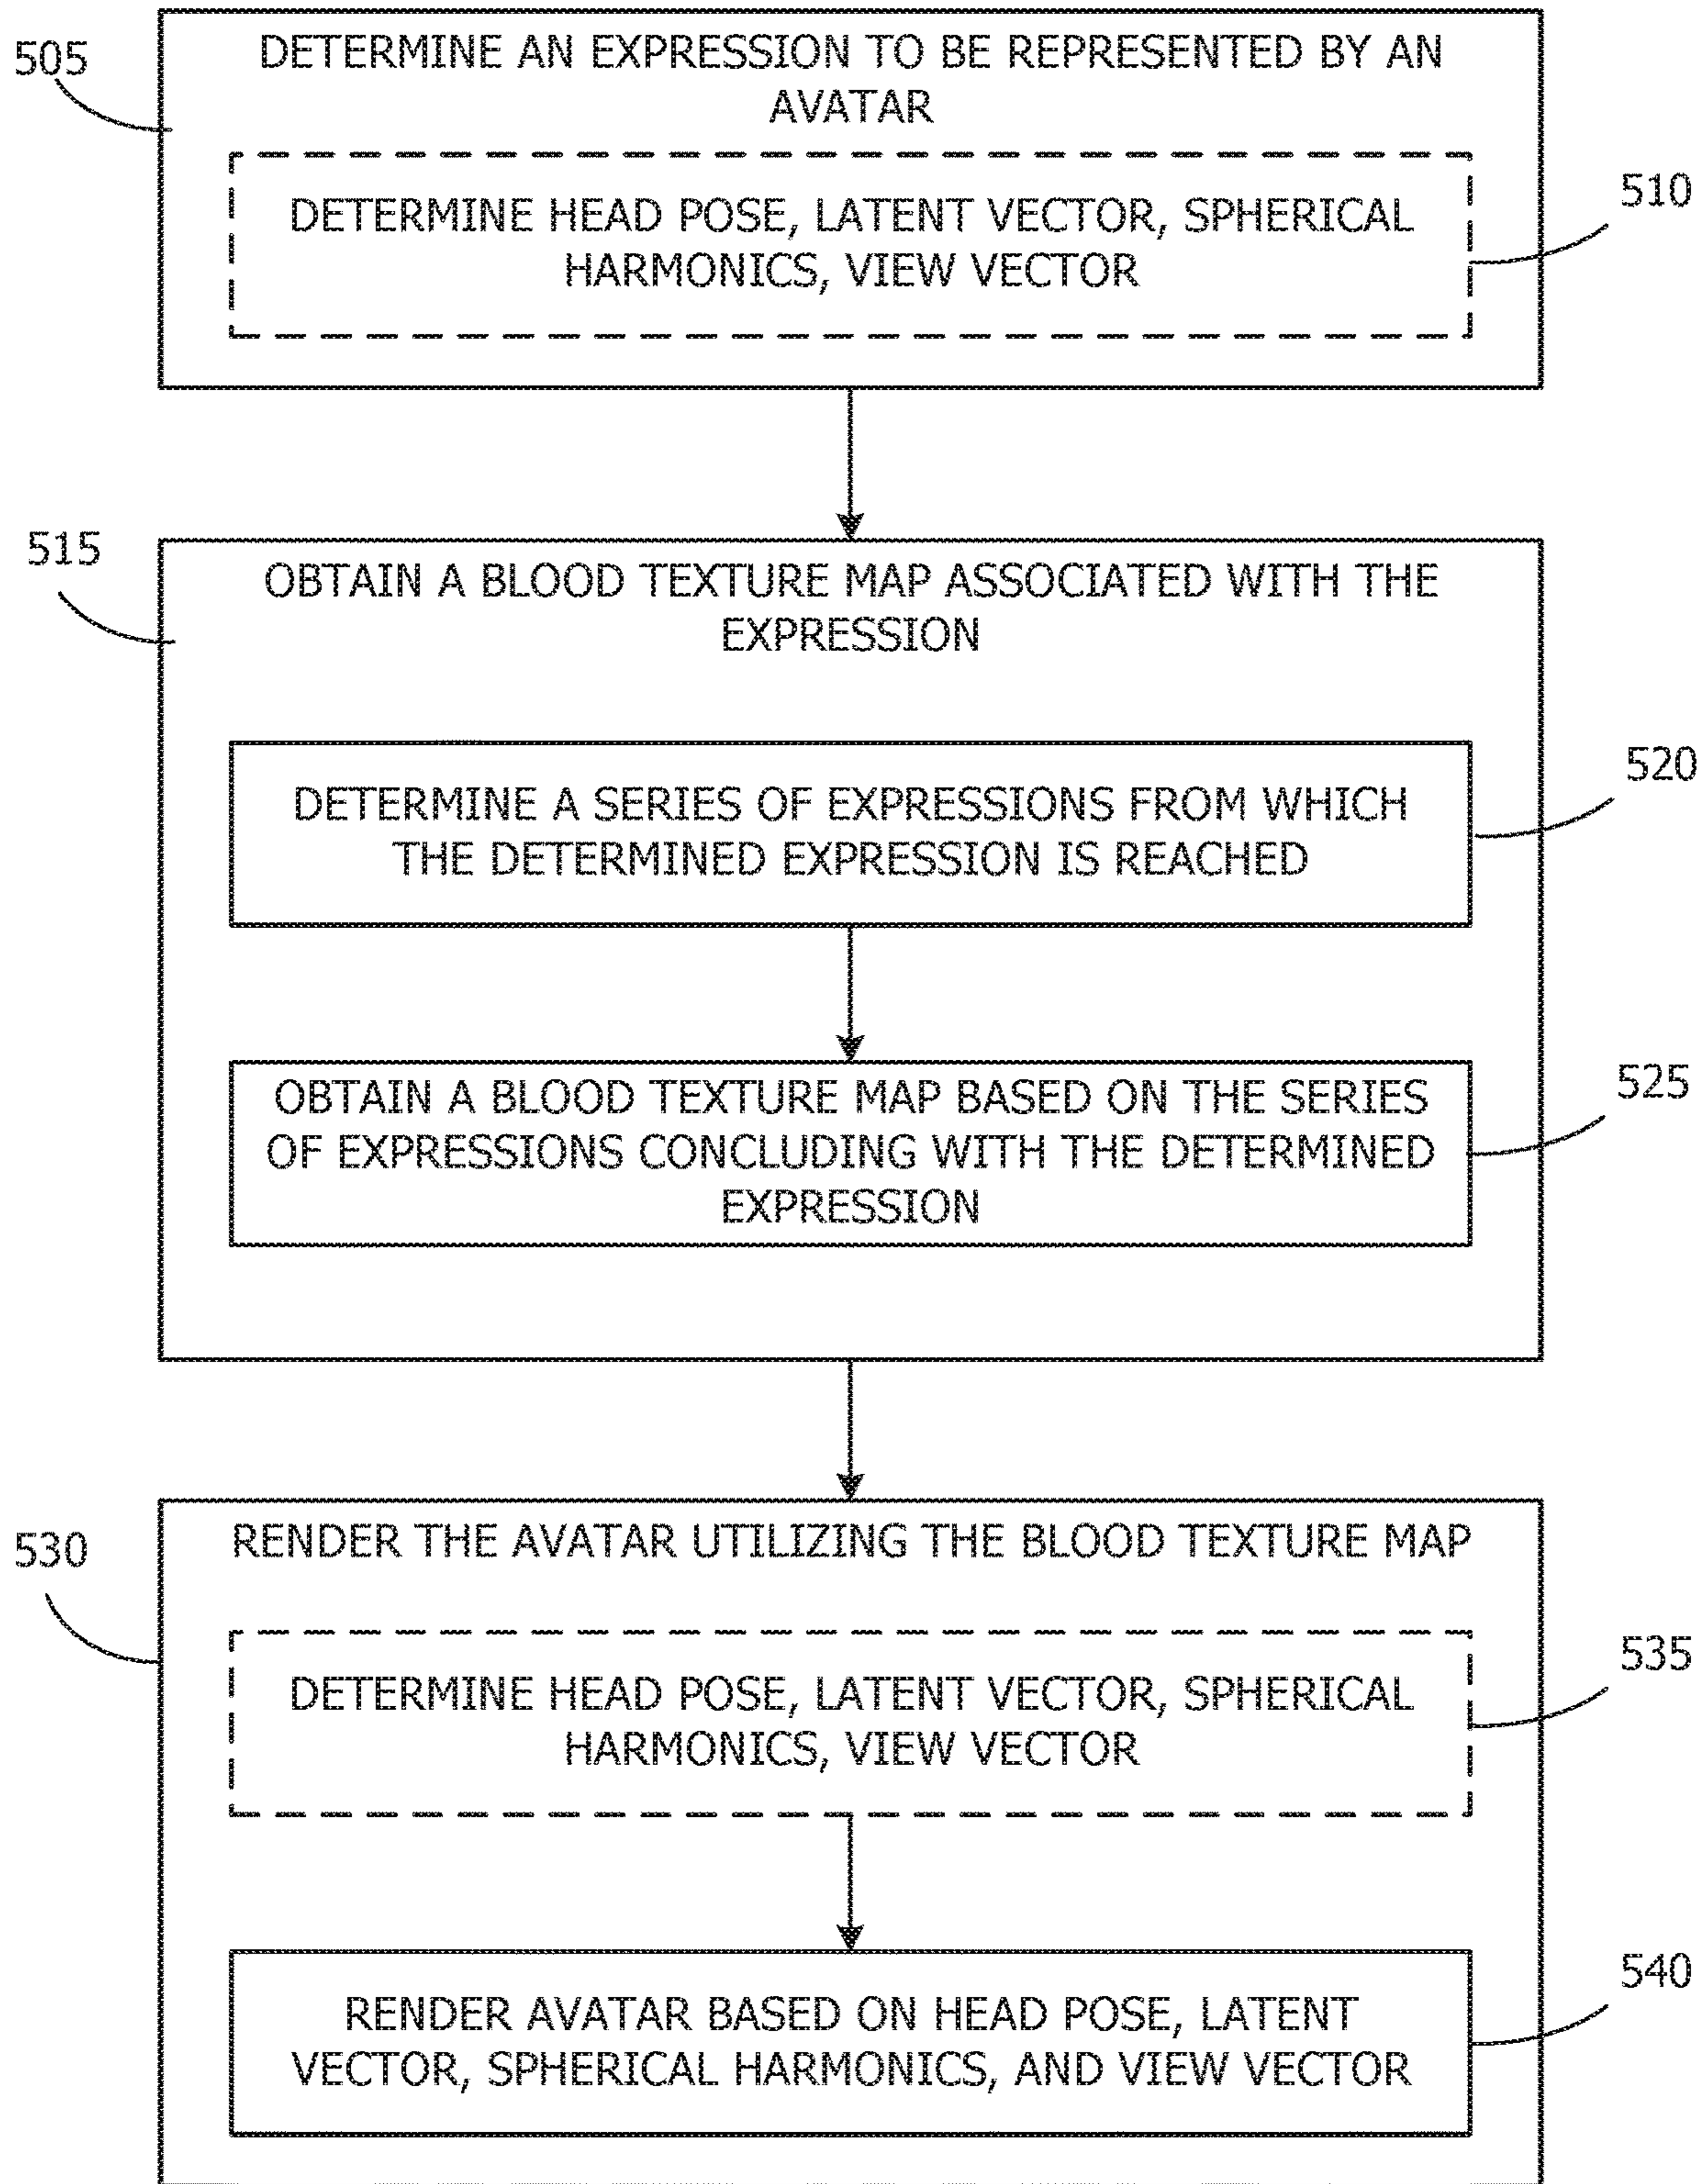 505
DETERMINE AN EXPRESSION TO BE REPRESENTED BY AN
AVATAR
510
DETERMINE HEAD POSE, LATENT VECTOR, SPHERICAL
HARMONICS, VIEW VECTOR
515
OBTAIN A BLOOD TEXTURE MAP ASSOCIATED WITH THE
EXPRESSION
520
DETERMINE A SERIES OF EXPRESSIONS FROM WHICH
THE DETERMINED EXPRESSION IS REACHED
525
OBTAIN A BLOOD TEXTURE MAP BASED ON THE SERIES
OF EXPRESSIONS CONCLUDING WITH THE DETERMINED
EXPRESSION
530
RENDER THE AVATAR UTILIZING THE BLOOD TEXTURE MAP
535
DETERMINE HEAD POSE, LATENT VECTOR, SPHERICAL
HARMONICS, VIEW VECTOR
540
RENDER AVATAR BASED ON HEAD POSE, LATENT
VECTOR, SPHERICAL HARMONICS, AND VIEW VECTOR